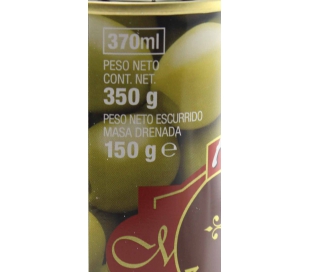 370ml
PESO NETO
CONT. NET.
350 g
PESO NETO ESCURRIDO
MASA DRENADA
150 g ℮